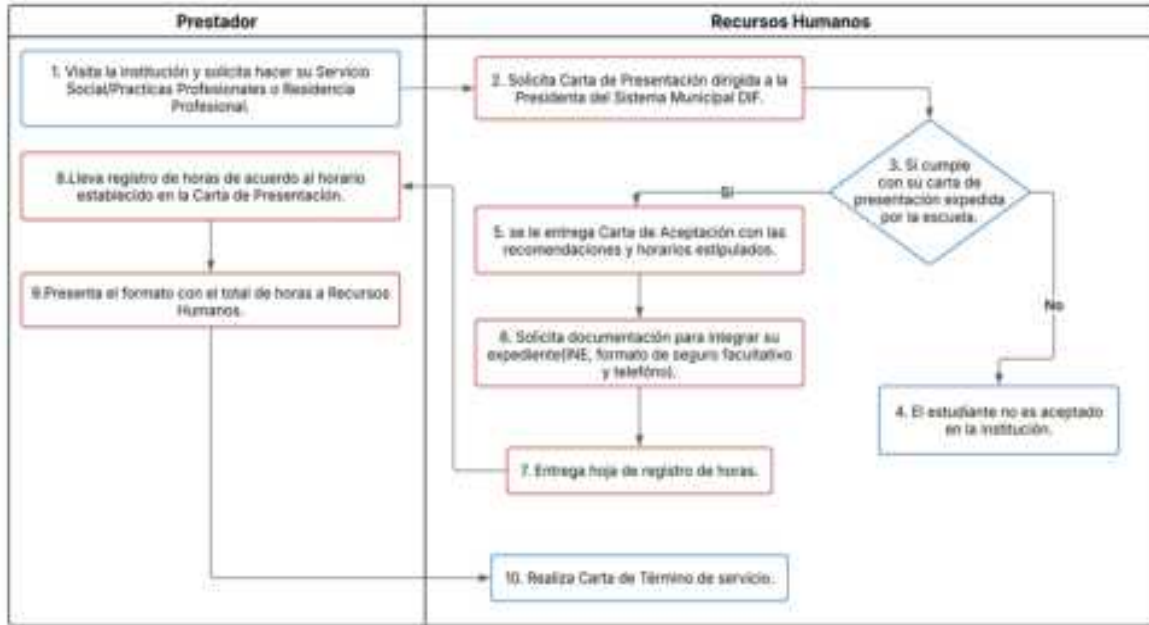 Prestador
Recursos Humanos
1. Visita la institución y solicita hacer su Servicio
Social/Practicas Profesionales o Residencia
Profesional.
2. Solicita Carta de Presentación dirigida a la
Presidenta del Sistema Municipal DIF.
3. Si cumple
con su carta de
presentación expedida
por la escuela.
Si
No
4. El estudiante no es aceptado
en la institución.
5. se le entrega Carta de Aceptación con las
recomendaciones y horarios estipulados.
6. Solicita documentación para integrar su
expediente(INE, formato de seguro facultativo
y telefóno).
7. Entrega hoja de registro de horas.
8.Lleva registro de horas de acuerdo al horario
establecido en la Carta de Presentación.
9.Presenta el formato con el total de horas a Recursos
Humanos.
10. Realiza Carta de Término de servicio.